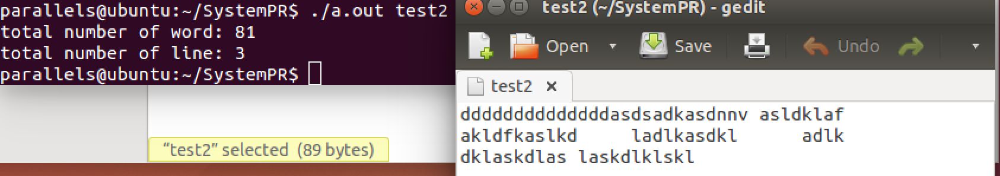 parallels@ubuntu:~/SystemPR$ ./a.out test2
total number of word: 81
total number of line: 3
parallels@ubuntu:~/SystemPR$
“test2” selected (89 bytes)
test2 (~/SystemPR) - gedit
Open Save Undo
test2
ddddddddddddddasdsadkasdnnv asldklaf
akldfkaslkd     ladlkasdkl      adlk
dklaskdlas laskdlklskl